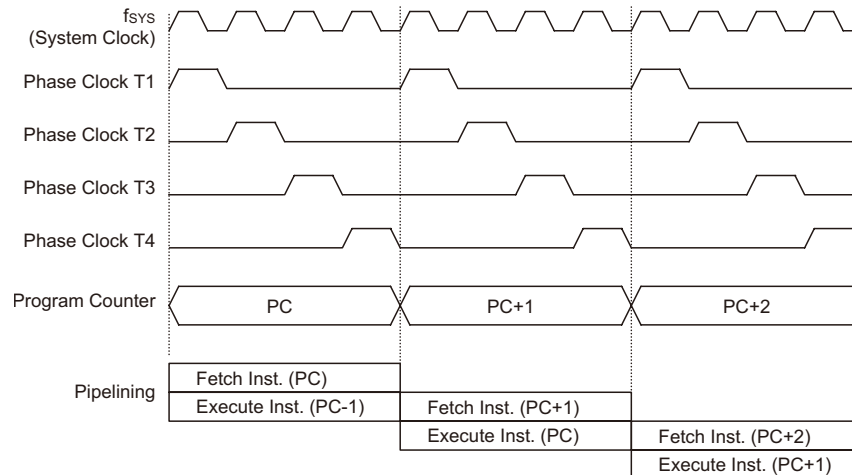 fSYS
(System Clock)
Phase Clock T1
Phase Clock T2
Phase Clock T3
Phase Clock T4
Program Counter
PC
PC+1
PC+2
Pipelining
Fetch Inst. (PC)
Execute Inst. (PC-1)
Fetch Inst. (PC+1)
Execute Inst. (PC)
Fetch Inst. (PC+2)
Execute Inst. (PC+1)